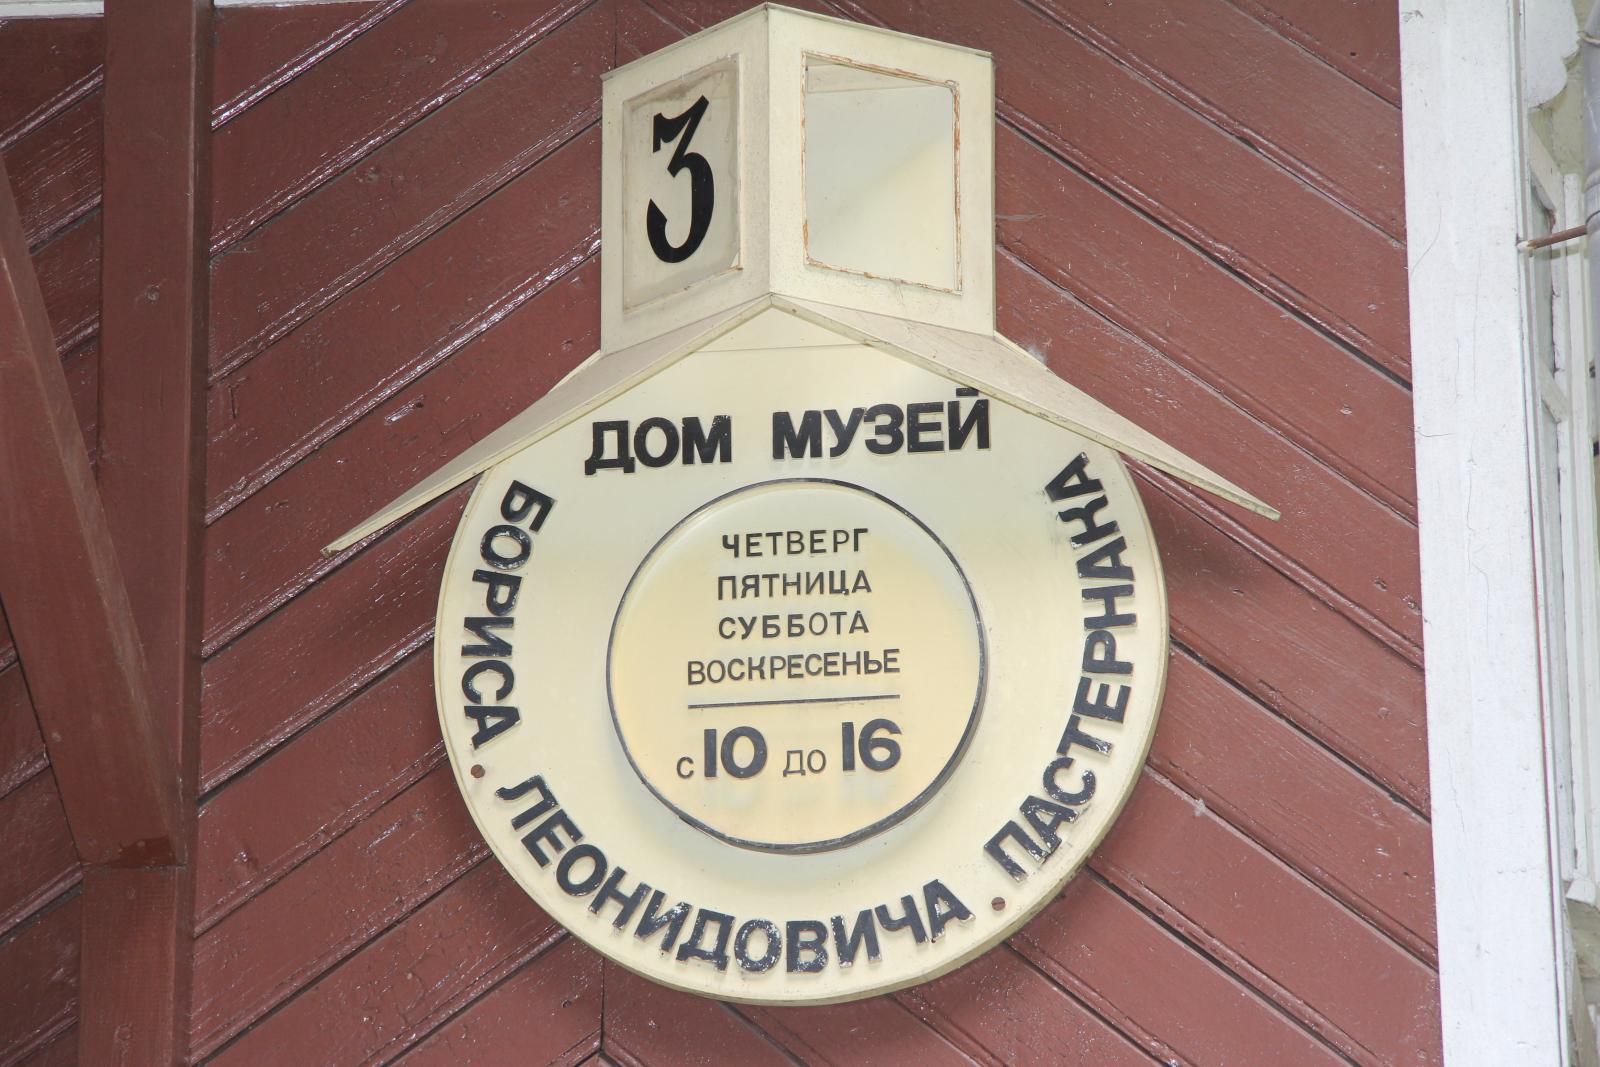 3
ДОМ МУЗЕЙ
БОРИСА. ЛЕОНИДОВИЧА. ПАСТЕРНАКА
ЧЕТВЕРГ
ПЯТНИЦА
СУББОТА
ВОСКРЕСЕНЬЕ
С 10 ДО 16